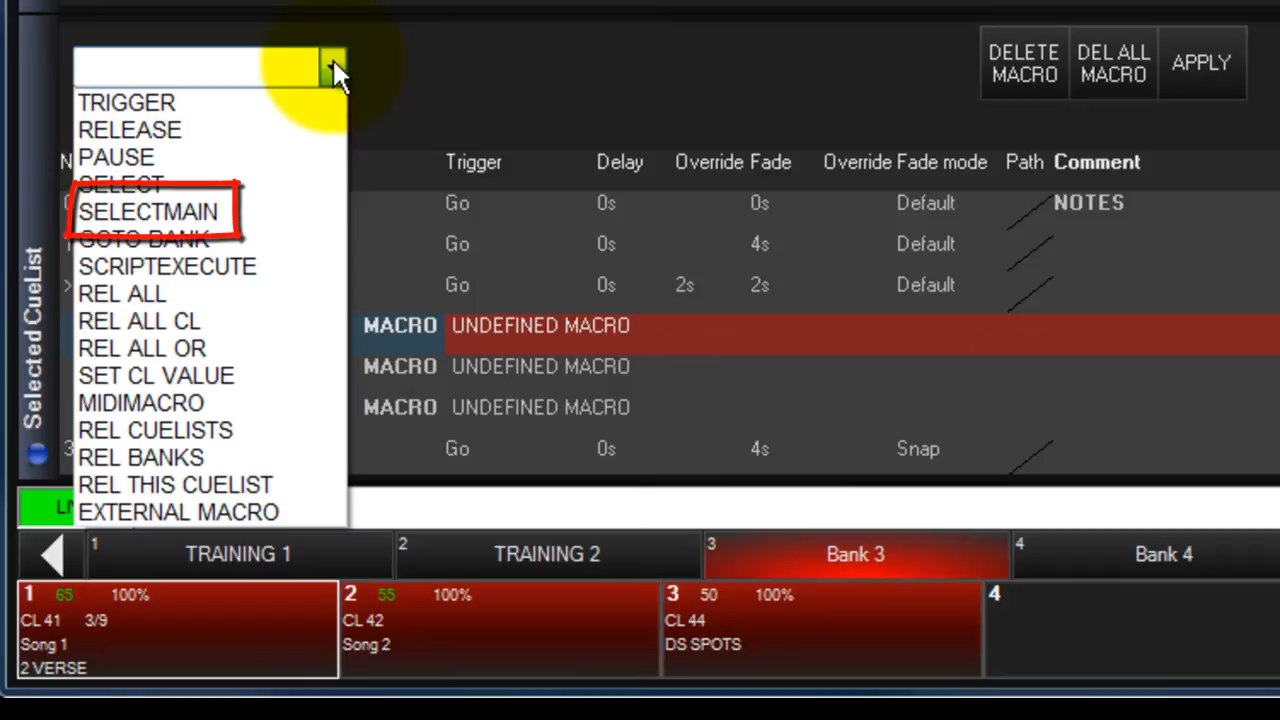 DELETE MACRO
DEL ALL MACRO
APPLY
TRIGGER
RELEASE
PAUSE
SELECT
SELECTMAIN
GOTO BANK
SCRIPTEXECUTE
REL ALL
REL ALL CL
REL ALL OR
SET CL VALUE
MIDIMACRO
REL CUELISTS
REL BANKS
REL THIS CUELIST
EXTERNAL MACRO
Selected CueList
Trigger Delay Override Fade Override Fade mode Path Comment
Go 0s 0s Default NOTES
Go 0s 4s Default
> Go 0s 2s 2s Default
MACRO UNDEFINED MACRO
MACRO UNDEFINED MACRO
MACRO UNDEFINED MACRO
3 Go 0s 4s Snap
1 TRAINING 1
2 TRAINING 2
3 Bank 3
4 Bank 4
1 65 100%
CL 41 3/9
Song 1
2 VERSE
2 55 100%
CL 42
Song 2
3 50 100%
CL 44
DS SPOTS
4